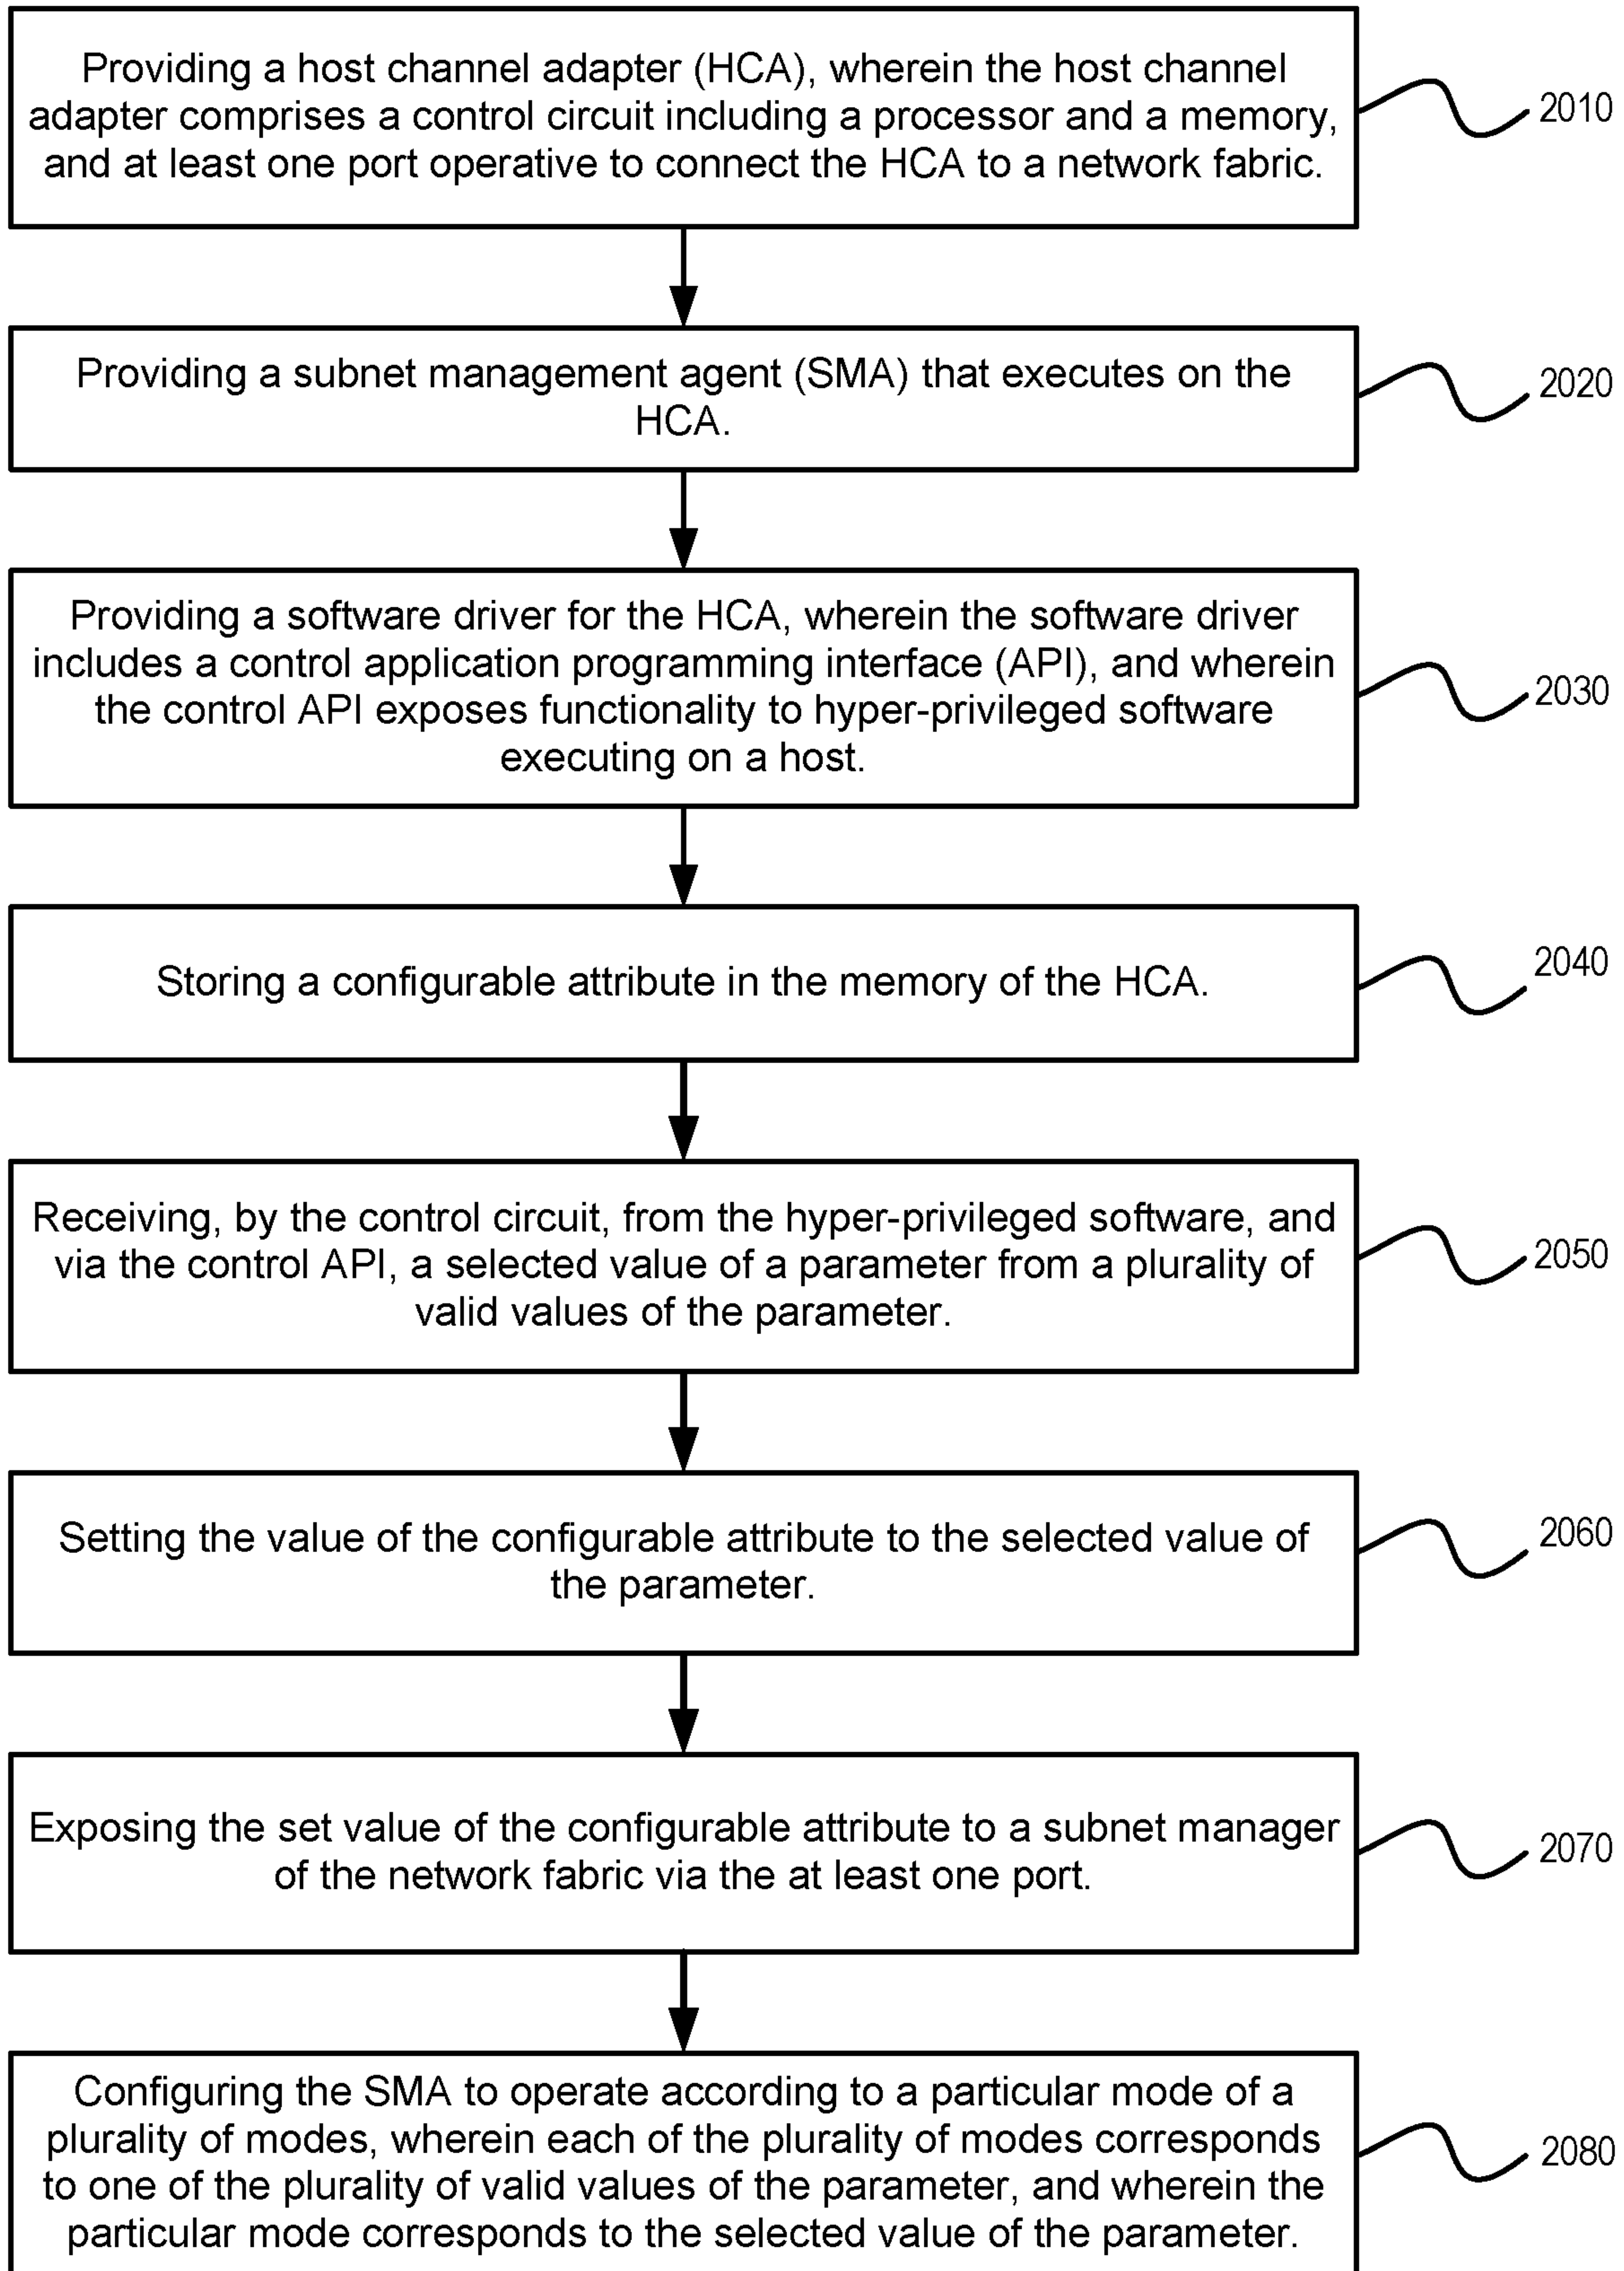 Providing a host channel adapter (HCA), wherein the host channel
adapter comprises a control circuit including a processor and a memory,
and at least one port operative to connect the HCA to a network fabric.
2010
Providing a subnet management agent (SMA) that executes on the
HCA.
2020
Providing a software driver for the HCA, wherein the software driver
includes a control application programming interface (API), and wherein
the control API exposes functionality to hyper-privileged software
executing on a host.
2030
Storing a configurable attribute in the memory of the HCA.
2040
Receiving, by the control circuit, from the hyper-privileged software, and
via the control API, a selected value of a parameter from a plurality of
valid values of the parameter.
2050
Setting the value of the configurable attribute to the selected value of
the parameter.
2060
Exposing the set value of the configurable attribute to a subnet manager
of the network fabric via the at least one port.
2070
Configuring the SMA to operate according to a particular mode of a
plurality of modes, wherein each of the plurality of modes corresponds
to one of the plurality of valid values of the parameter, and wherein the
particular mode corresponds to the selected value of the parameter.
2080